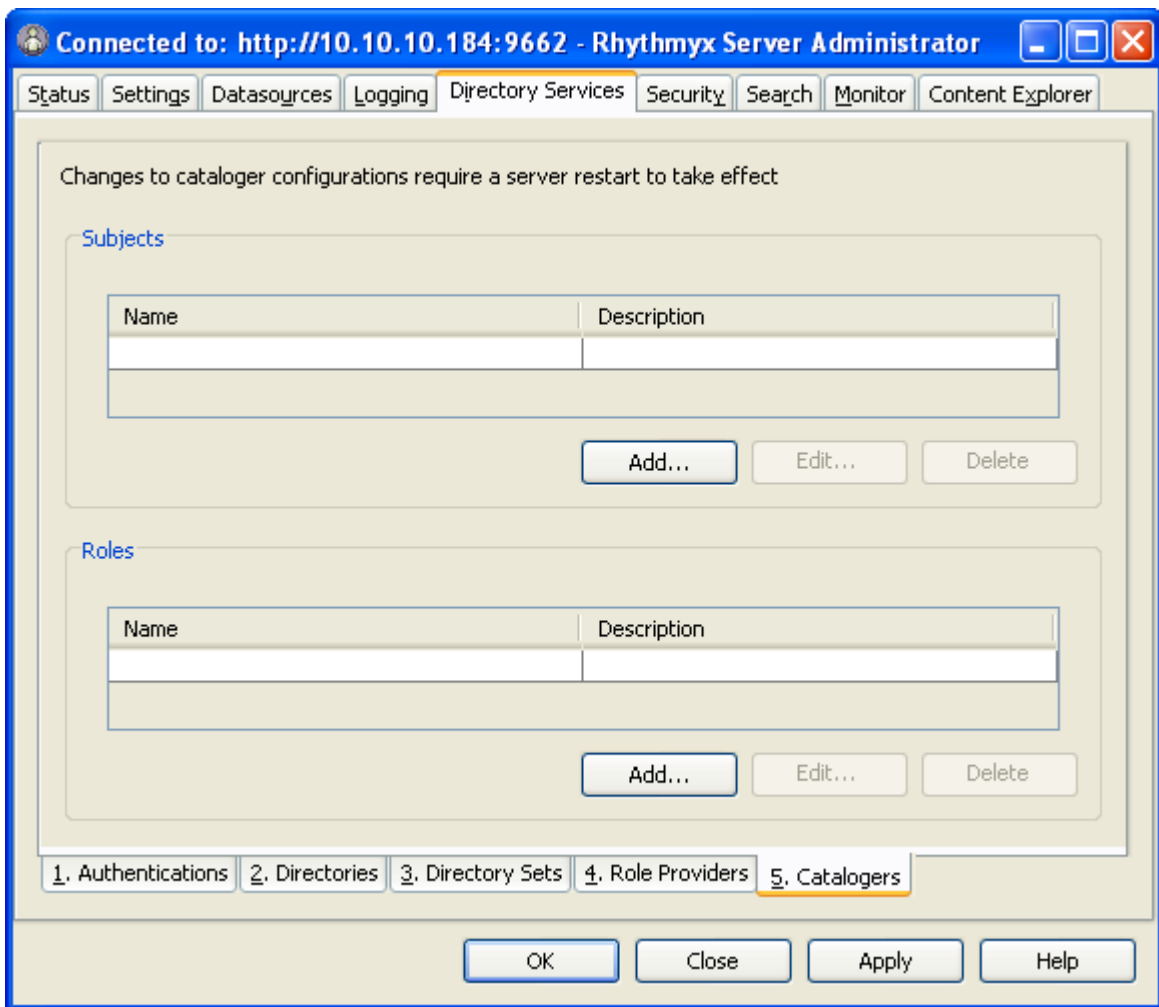 Connected to: http://10.10.10.184:9662 - Rhythmyx Server Administrator
Status Settings Datasources Logging Directory Services Security Search Monitor Content Explorer
Changes to cataloger configurations require a server restart to take effect
Subjects
Name Description
Add... Edit... Delete
Roles
Name Description
Add... Edit... Delete
1. Authentications 2. Directories 3. Directory Sets 4. Role Providers 5. Catalogers
OK Close Apply Help